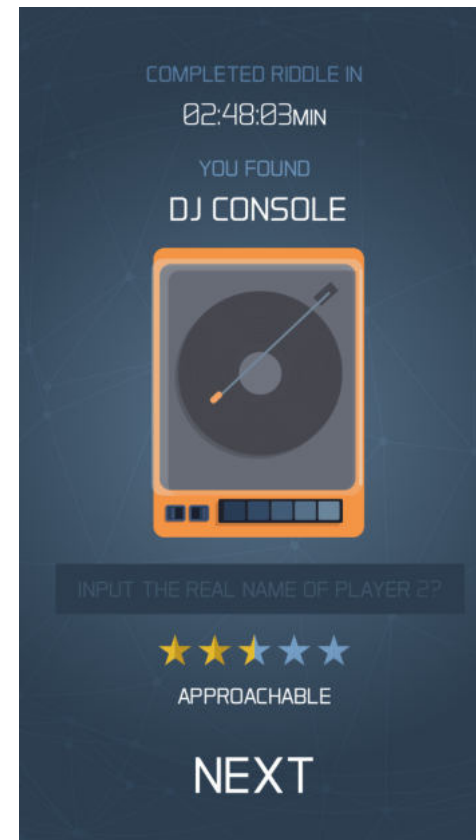 COMPLETED RIDDLE IN
02:48:03MIN
YOU FOUND
DJ CONSOLE
INPUT THE REAL NAME OF PLAYER 2?
APPROACHABLE
NEXT